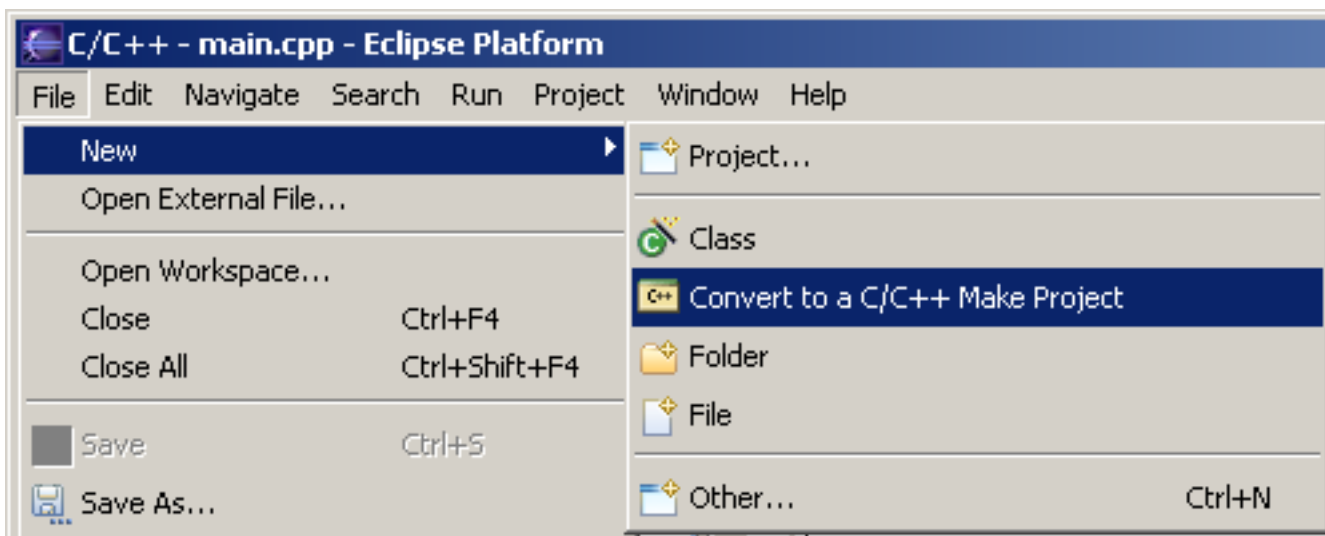 C/C++ - main.cpp - Eclipse Platform
File Edit Navigate Search Run Project Window Help
New
Open External File...
Open Workspace...
Close Ctrl+F4
Close All Ctrl+Shift+F4
Save Ctrl+S
Save As...
Project...
C Class
C++ Convert to a C/C++ Make Project
Folder
File
Other... Ctrl+N